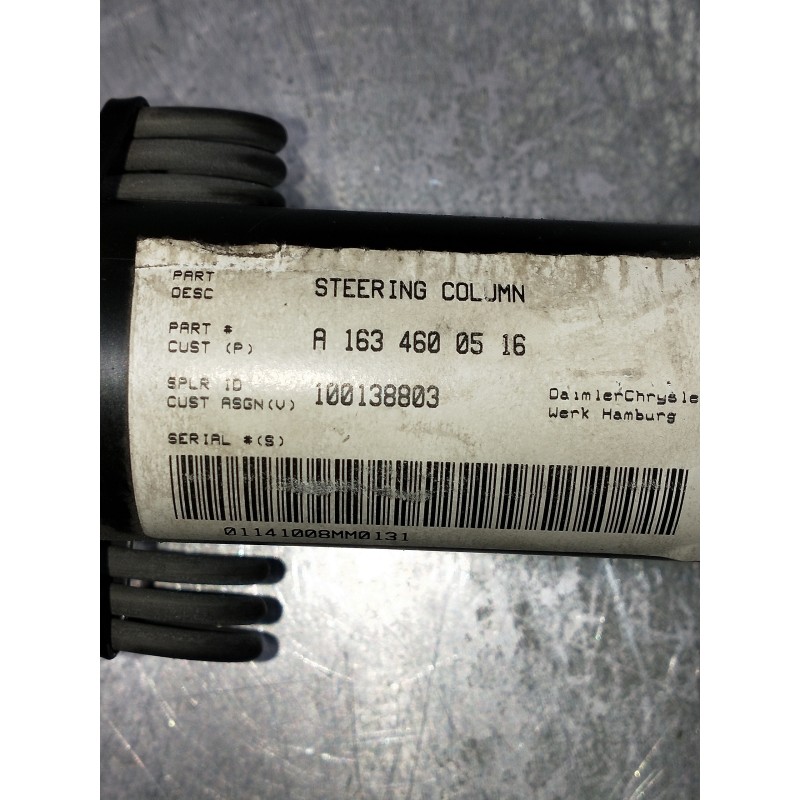 PART
DESC
STEERING COLUMN
PART #
CUST (P)
A 163 460 05 16
SPLR ID
CUST ASGN(V)
100138803
DaimlerChrysle
Werk Hamburg
SERIAL #(S)
01141008MM0131